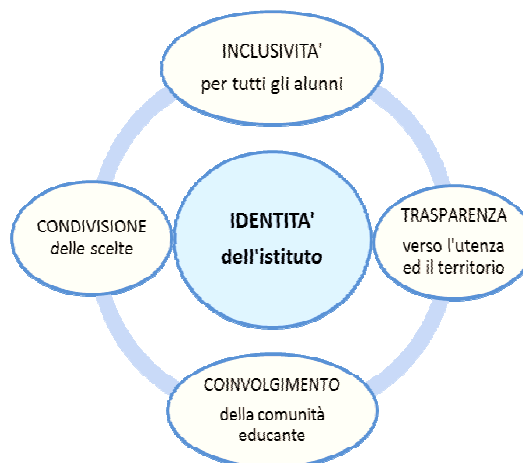 INCLUSIVITA'
per tutti gli alunni
CONDIVISIONE
delle scelte
IDENTITA'
dell'istituto
TRASPARENZA
verso l'utenza
ed il territorio
COINVOLGIMENTO
della comunità
educante